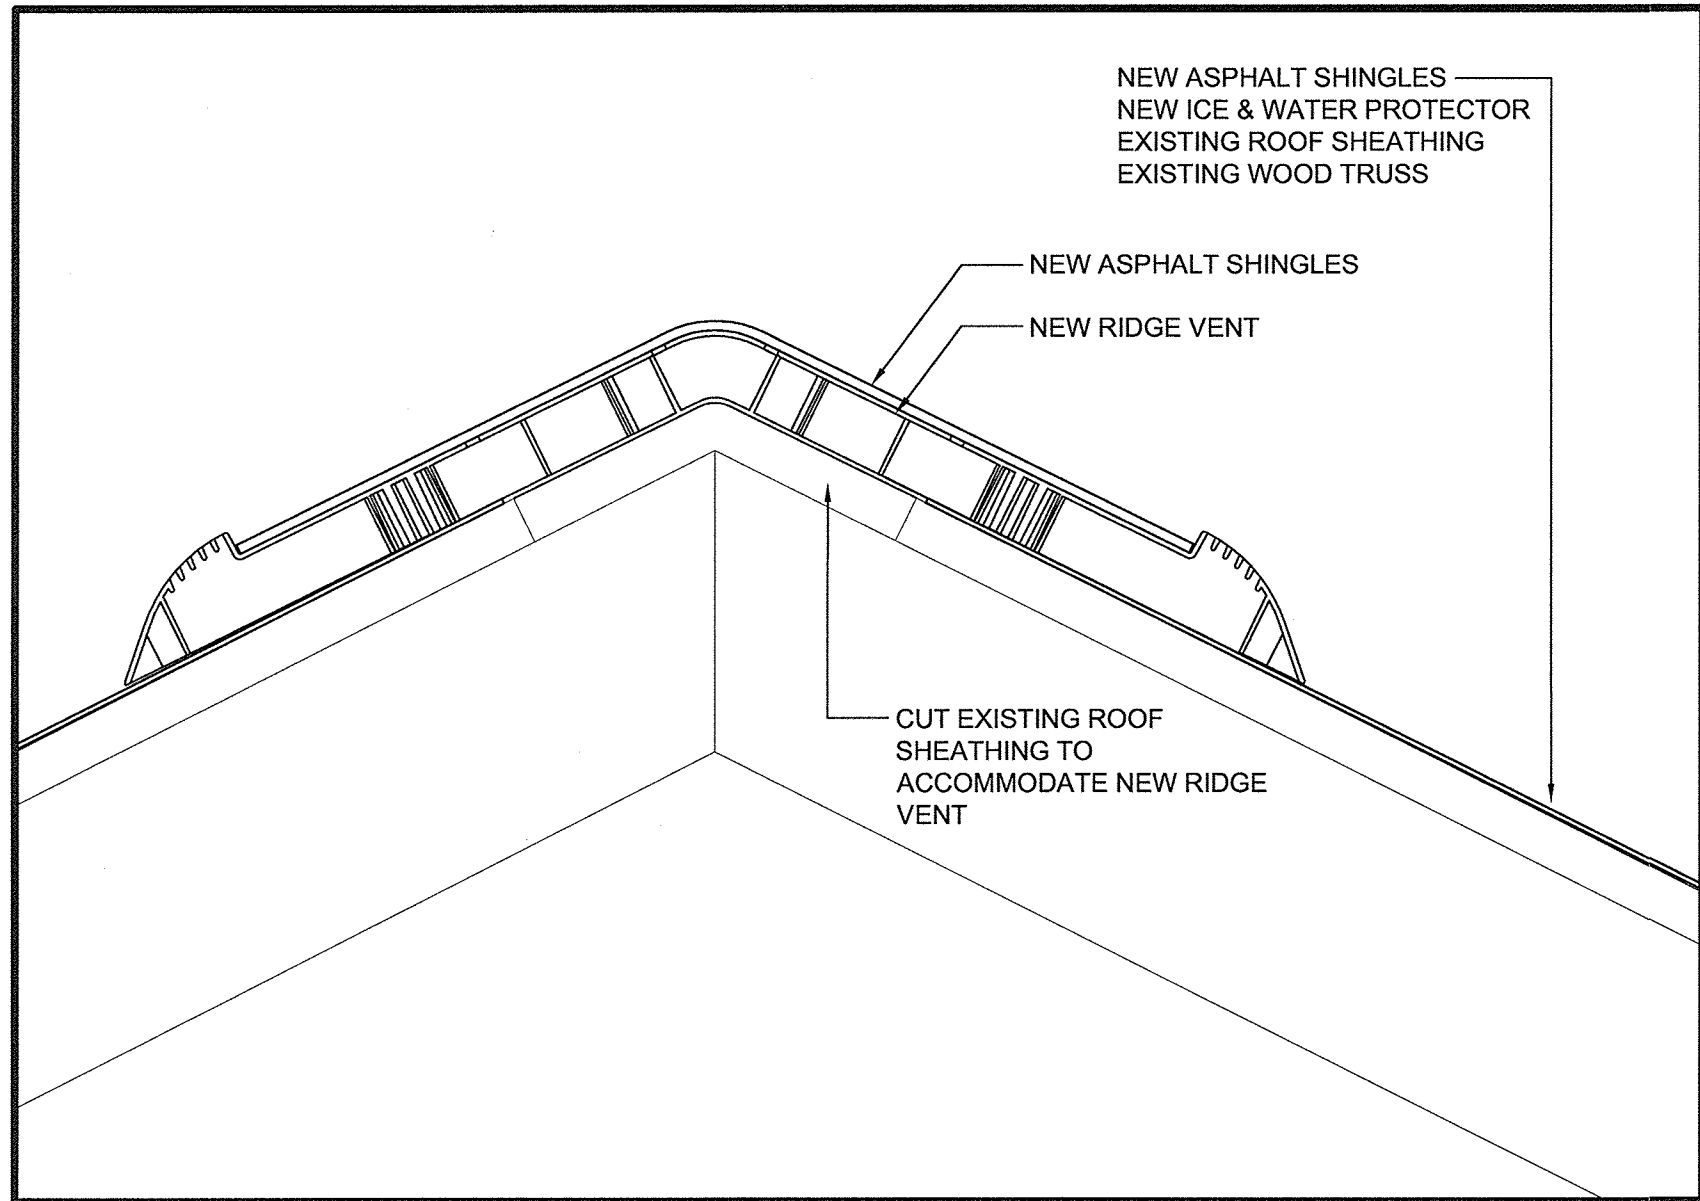 NEW ASPHALT SHINGLES
NEW ICE & WATER PROTECTOR
EXISTING ROOF SHEATHING
EXISTING WOOD TRUSS
NEW ASPHALT SHINGLES
NEW RIDGE VENT
CUT EXISTING ROOF
SHEATHING TO
ACCOMMODATE NEW RIDGE
VENT